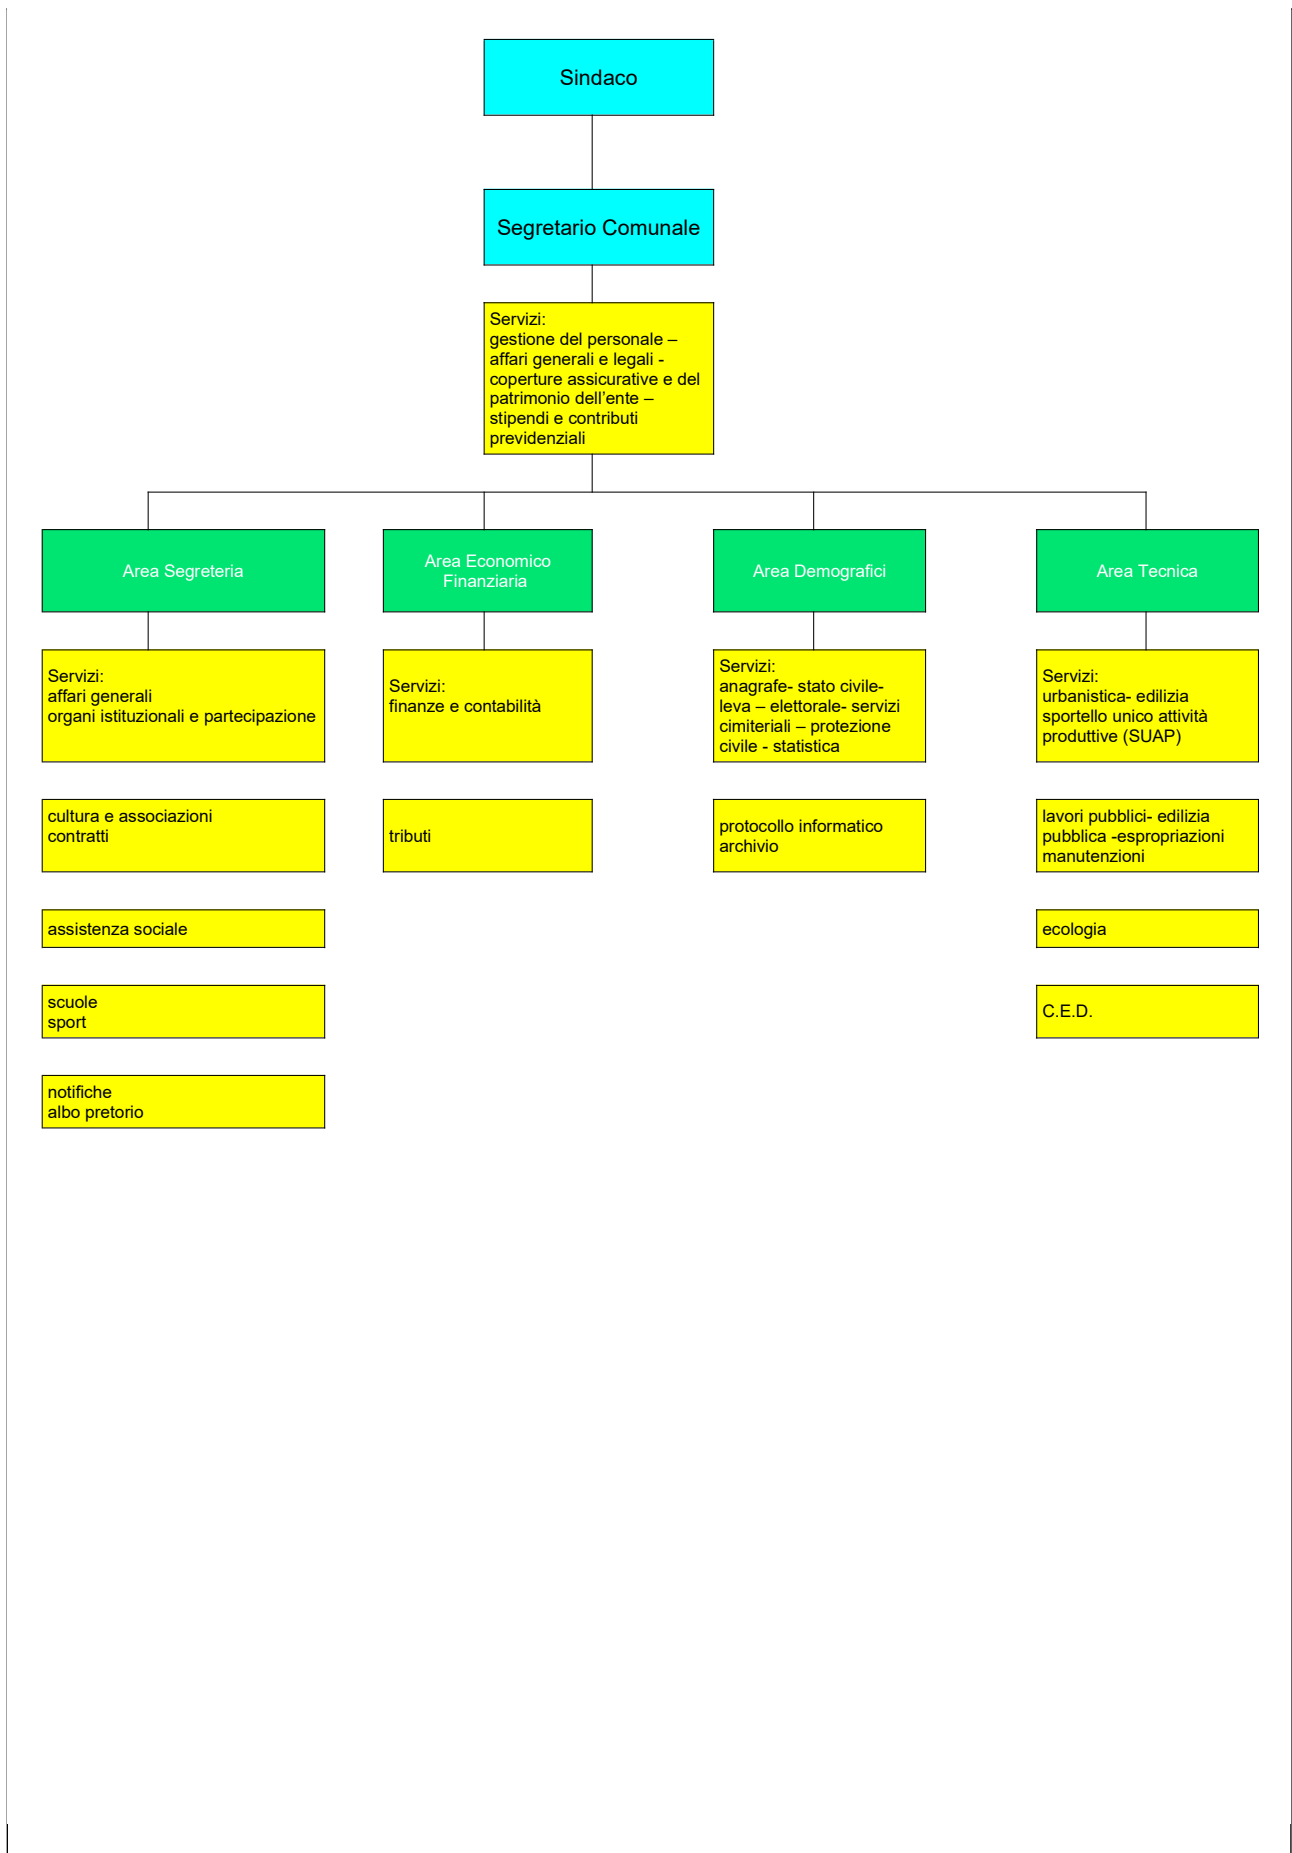 Sindaco
Segretario Comunale
Servizi:
gestione del personale –
affari generali e legali -
coperture assicurative e del
patrimonio dell’ente –
stipendi e contributi
previdenziali
Area Segreteria
Area Economico
Finanziaria
Area Demografici
Area Tecnica
Servizi:
affari generali
organi istituzionali e partecipazione
Servizi:
finanze e contabilità
Servizi:
anagrafe- stato civile-
leva – elettorale- servizi
cimiteriali – protezione
civile - statistica
Servizi:
urbanistica- edilizia
sportello unico attività
produttive (SUAP)
cultura e associazioni
contratti
tributi
protocollo informatico
archivio
lavori pubblici- edilizia
pubblica -espropriazioni
manutenzioni
assistenza sociale
ecologia
scuole
sport
C.E.D.
notifiche
albo pretorio